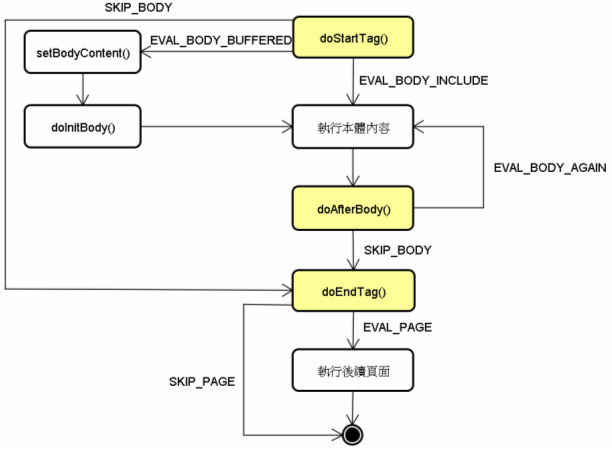 SKIP_BODY
doStartTag()
setBodyContent()
EVAL_BODY_BUFFERED
EVAL_BODY_INCLUDE
doInitBody()
執行本體內容
EVAL_BODY_AGAIN
doAfterBody()
SKIP_BODY
doEndTag()
EVAL_PAGE
SKIP_PAGE
執行後續頁面